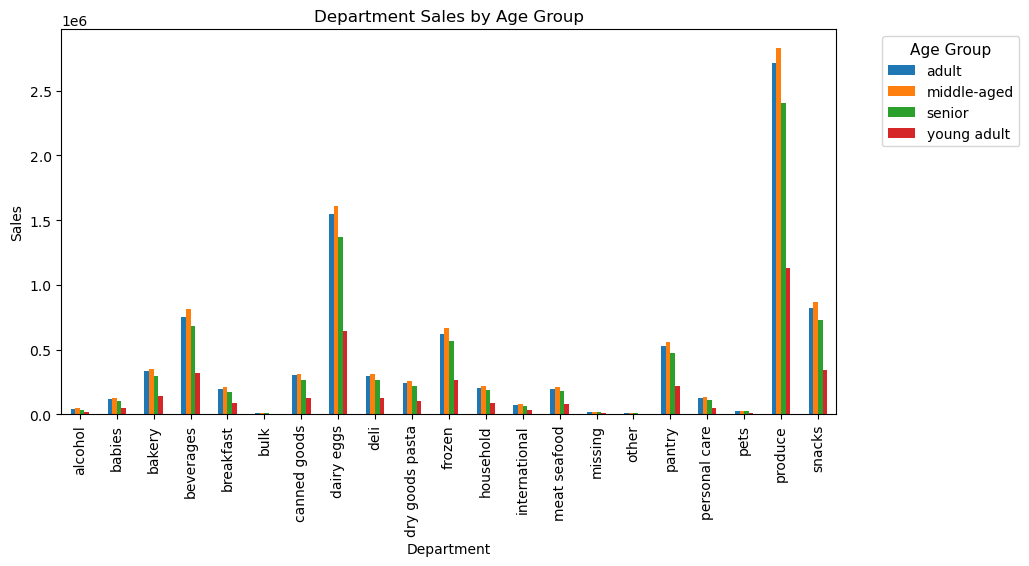 Department Sales by Age Group
1e6
Age Group
adult
middle-aged
senior
young adult
2.5
2.0
1.5
1.0
0.5
0.0
Sales
alcohol
babies
bakery
beverages
breakfast
bulk
canned goods
dairy eggs
deli
dry goods pasta
frozen
household
international
meat seafood
missing
other
pantry
personal care
pets
produce
snacks
Department